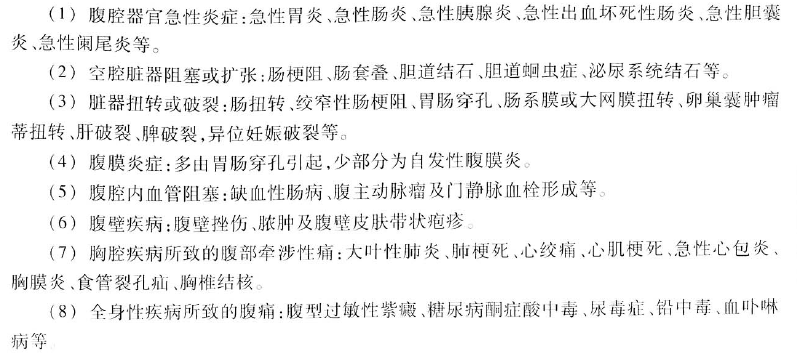 (1) 腹腔器官急性炎症:急性胃炎、急性肠炎、急性胰腺炎、急性出血坏死性肠炎、急性胆囊
炎、急性阑尾炎等。
(2) 空腔脏器阻塞或扩张:肠梗阻、肠套叠、胆道结石、胆道蛔虫症、泌尿系统结石等。
(3) 脏器扭转或破裂:肠扭转、绞窄性肠梗阻、胃肠穿孔、肠系膜或大网膜扭转、卵巢囊肿瘤
蒂扭转、肝破裂、脾破裂,异位妊娠破裂等。
(4) 腹膜炎症:多由胃肠穿孔引起,少部分为自发性腹膜炎。
(5) 腹腔内血管阻塞:缺血性肠病、腹主动脉瘤及门静脉血栓形成等。
(6) 腹壁疾病:腹壁挫伤、脓肿及腹壁皮肤带状疱疹。
(7) 胸腔疾病所致的腹部牵涉性痛:大叶性肺炎、肺梗死、心绞痛、心肌梗死、急性心包炎、
胸膜炎、食管裂孔疝、胸椎结核。
(8) 全身性疾病所致的腹痛:腹型过敏性紫癜、糖尿病酮症酸中毒、尿毒症、铅中毒、血卟啉
病等